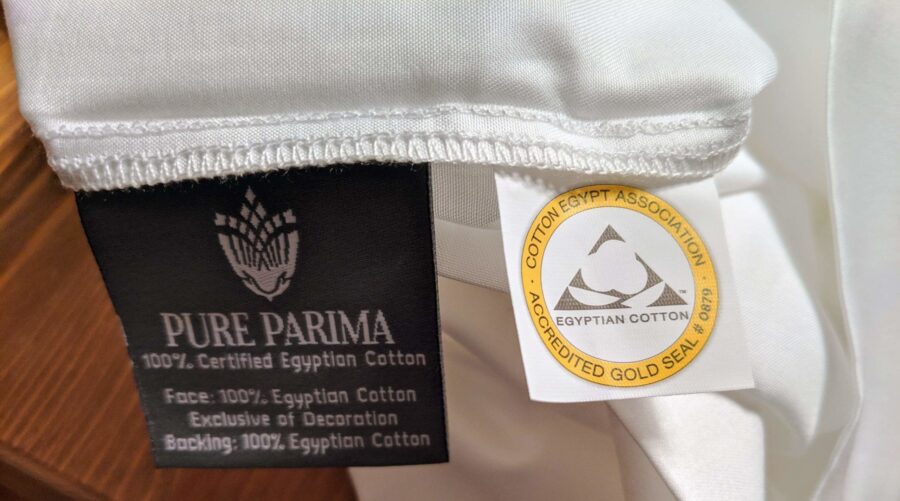 PURE PARIMA
100% Certified Egyptian Cotton
Face: 100% Egyptian Cotton
Exclusive of Decoration
Backing: 100% Egyptian Cotton
COTTON EGYPT ASSOCIATION
EGYPTIAN COTTON ™
ACCREDITED GOLD SEAL # 0879